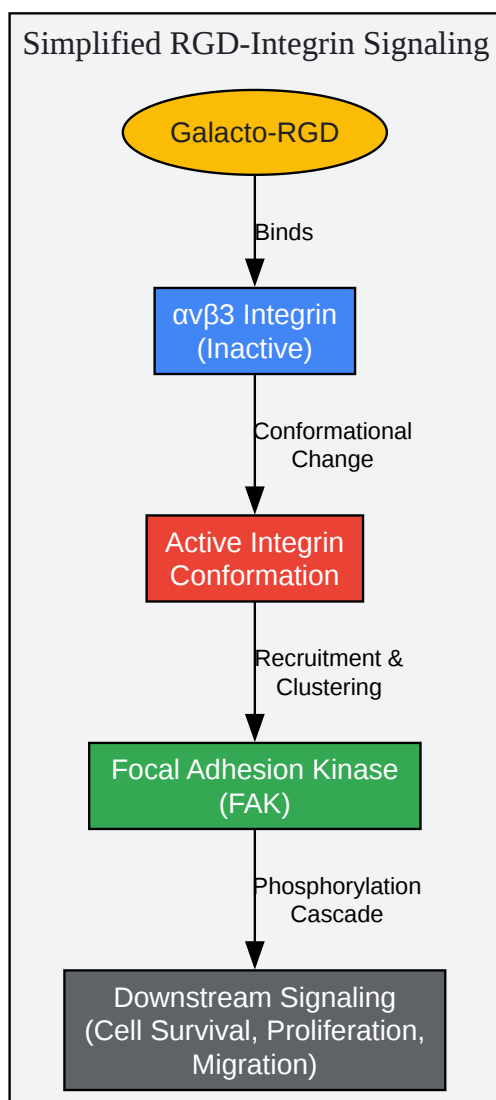 Simplified RGD-Integrin Signaling
Galacto-RGD
Binds
αvβ3 Integrin
(Inactive)
Conformational
Change
Active Integrin
Conformation
Recruitment &
Clustering
Focal Adhesion Kinase
(FAK)
Phosphorylation
Cascade
Downstream Signaling
(Cell Survival, Proliferation,
Migration)